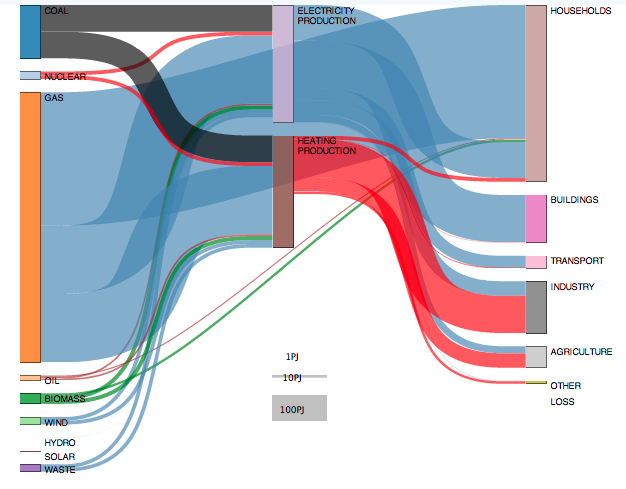 COAL
NUCLEAR
GAS
OIL
BIOMASS
WIND
HYDRO
SOLAR
WASTE
ELECTRICITY
PRODUCTION
HEATING
PRODUCTION
1PJ
10PJ
100PJ
HOUSEHOLDS
BUILDINGS
TRANSPORT
INDUSTRY
AGRICULTURE
OTHER
LOSS